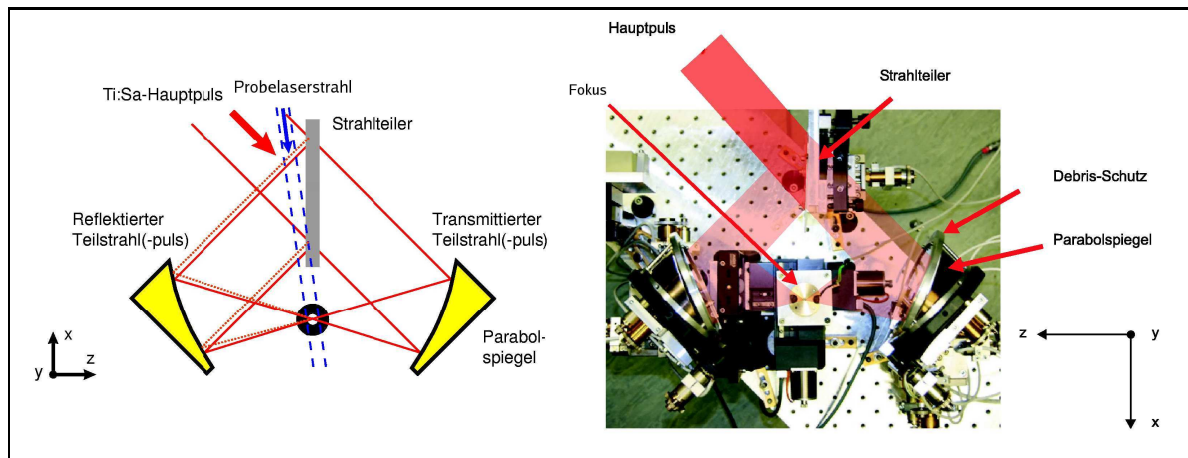 Ti:Sa-Hauptpuls
Probelaserstrahl
Strahlteiler
Reflektierter
Teilstrahl(-puls)
Transmittierter
Teilstrahl(-puls)
Parabol-
spiegel
x
z
y
Hauptpuls
Strahlteiler
Fokus
Debris-Schutz
Parabolspiegel
z
y
x